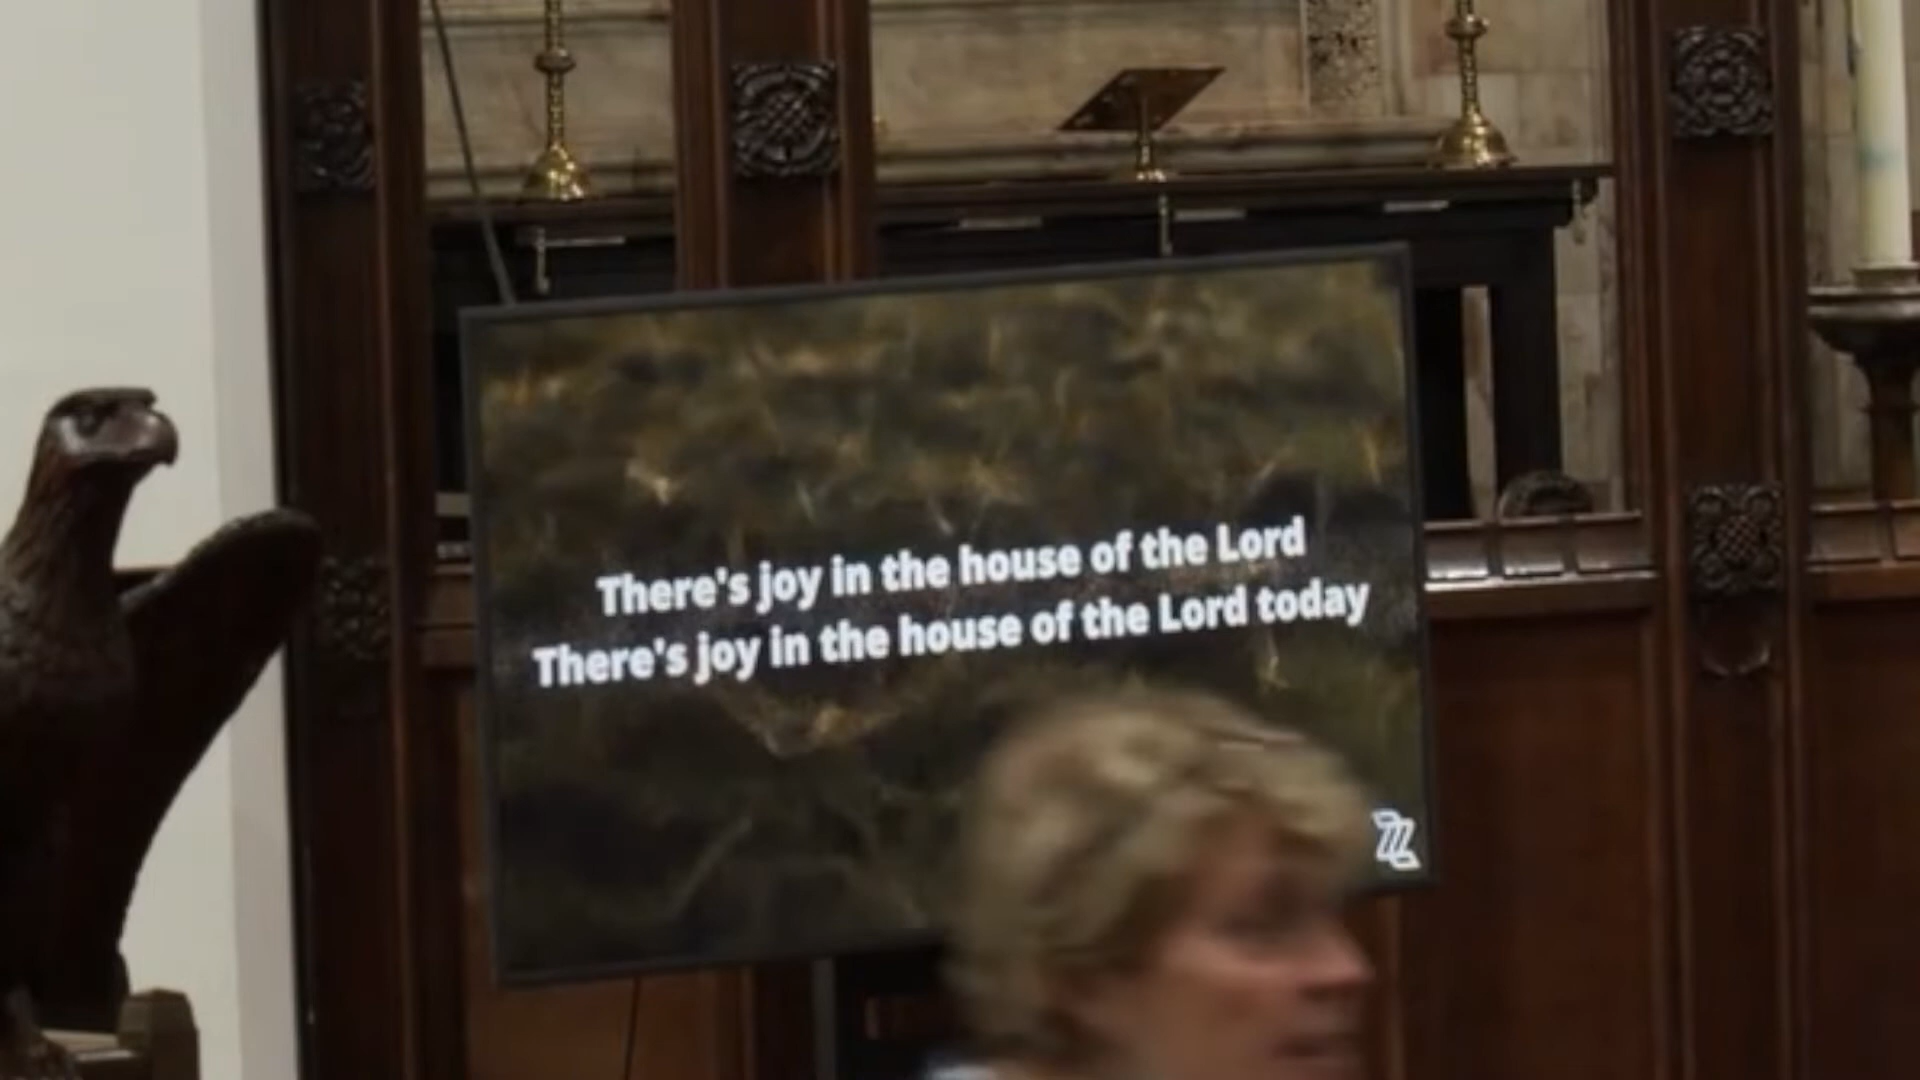 There's joy in the house of the Lord
There's joy in the house of the Lord today